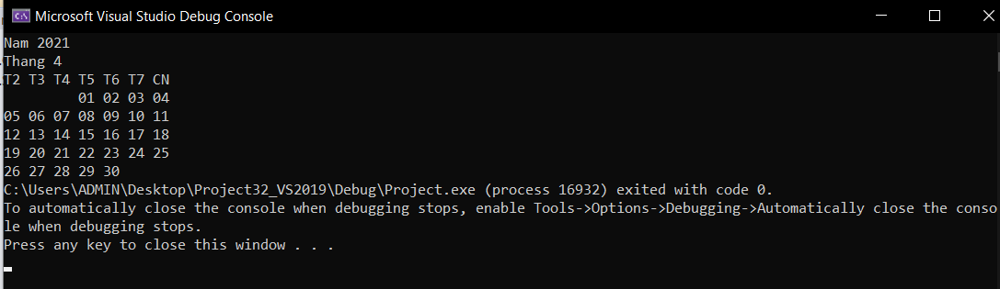 Microsoft Visual Studio Debug Console
Nam 2021
Thang 4
T2 T3 T4 T5 T6 T7 CN
         01 02 03 04
05 06 07 08 09 10 11
12 13 14 15 16 17 18
19 20 21 22 23 24 25
26 27 28 29 30
C:\Users\ADMIN\Desktop\Project32_VS2019\Debug\Project.exe (process 16932) exited with code 0.
To automatically close the console when debugging stops, enable Tools->Options->Debugging->Automatically close the conso
le when debugging stops.
Press any key to close this window . . .